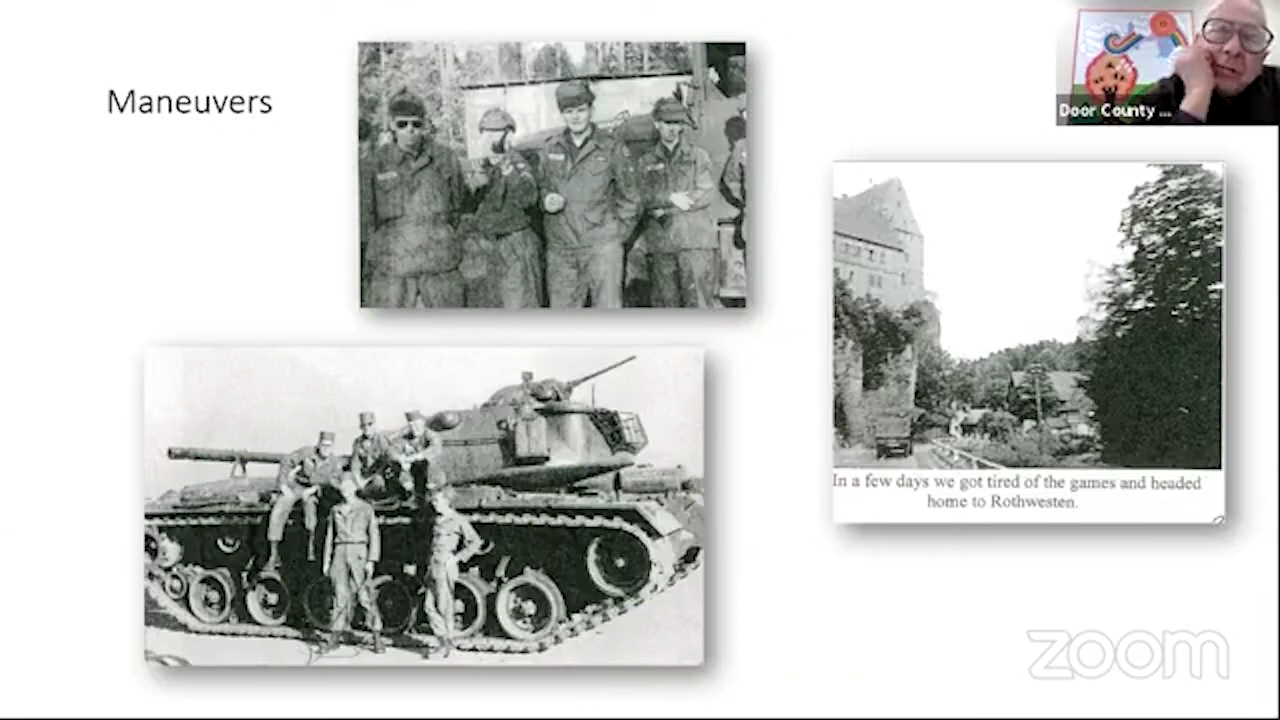 Maneuvers
Door County ...
In a few days we got tired of the games and headed
home to Rothwesten.
zoom